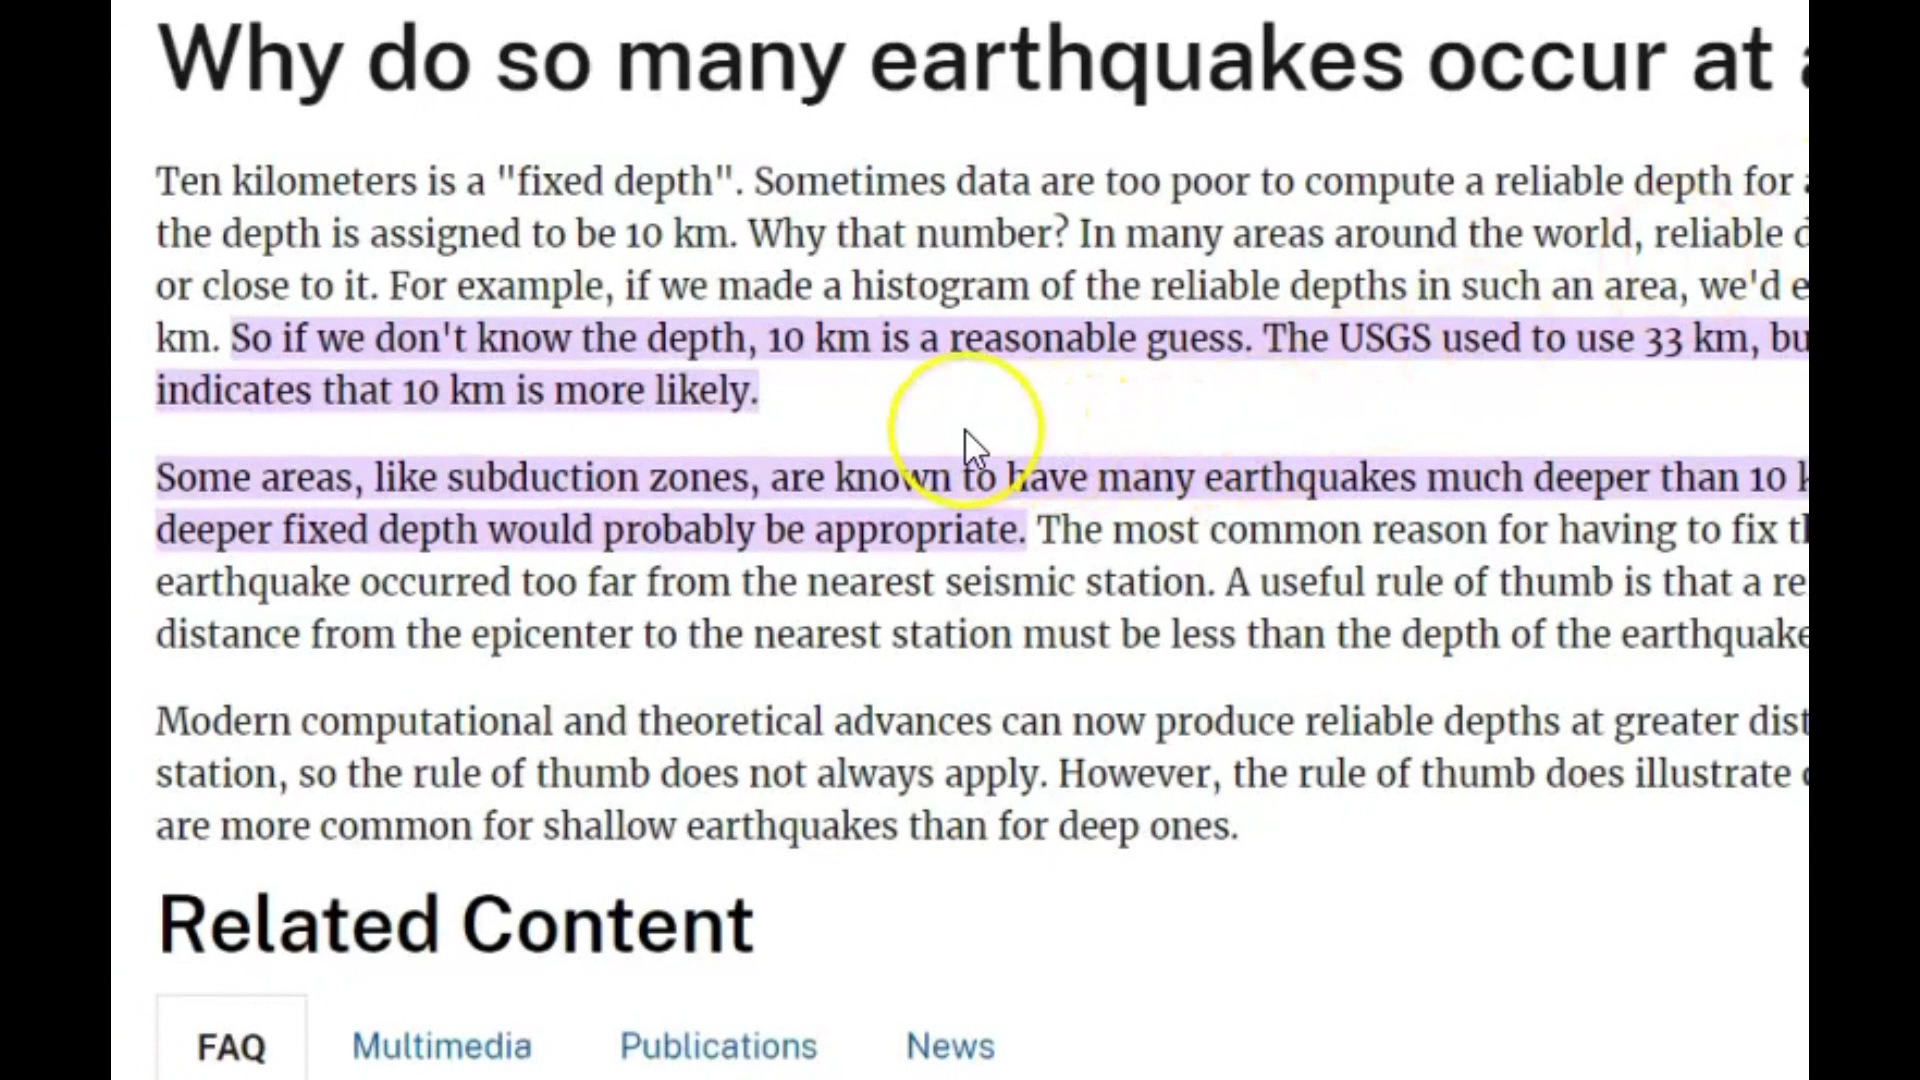 Why do so many earthquakes occur at
Ten kilometers is a "fixed depth". Sometimes data are too poor to compute a reliable depth for
the depth is assigned to be 10 km. Why that number? In many areas around the world, reliable
or close to it. For example, if we made a histogram of the reliable depths in such an area, we'd
km. So if we don't know the depth, 10 km is a reasonable guess. The USGS used to use 33 km,
indicates that 10 km is more likely.
Some areas, like subduction zones, are known to have many earthquakes much deeper than 10
deeper fixed depth would probably be appropriate. The most common reason for having to fix
earthquake occurred too far from the nearest seismic station. A useful rule of thumb is that a
distance from the epicenter to the nearest station must be less than the depth of the earthquake
Modern computational and theoretical advances can now produce reliable depths at greater
station, so the rule of thumb does not always apply. However, the rule of thumb does illustrate
are more common for shallow earthquakes than for deep ones.
Related Content
FAQ Multimedia Publications News